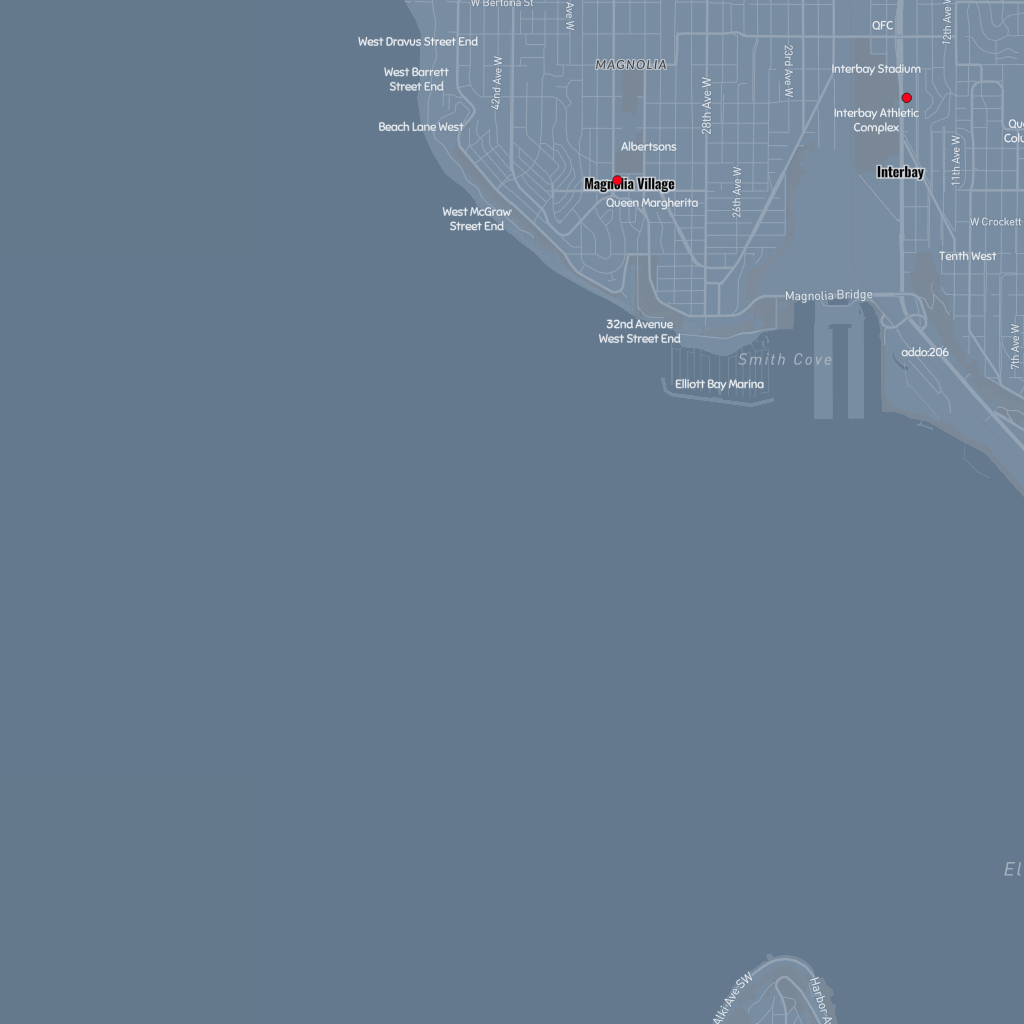 W Bertona St
Ave W
QFC
12th Ave W
West Dravus Street End
MAGNOLIA
23rd Ave W
Interbay Stadium
West Barrett
Street End
42nd Ave W
28th Ave W
Interbay Athletic
Complex
Beach Lane West
Albertsons
11th Ave W
Interbay
Magnolia Village
26th Ave W
Queen Margherita
West McGraw
Street End
W Crockett
Tenth West
Magnolia Bridge
32nd Avenue
West Street End
7th Ave W
addo:206
Smith Cove
Elliott Bay Marina
El
Alki Ave SW
Harbor Av